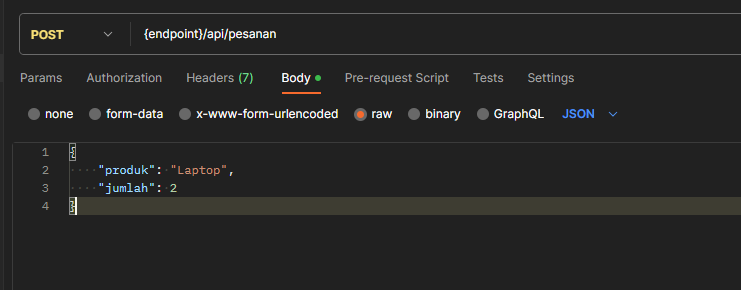 POST {endpoint}/api/pesanan
Params Authorization Headers (7) Body Pre-request Script Tests Settings
none form-data x-www-form-urlencoded raw binary GraphQL JSON
1 {
2 "produk": "Laptop",
3 "jumlah": 2
4 }